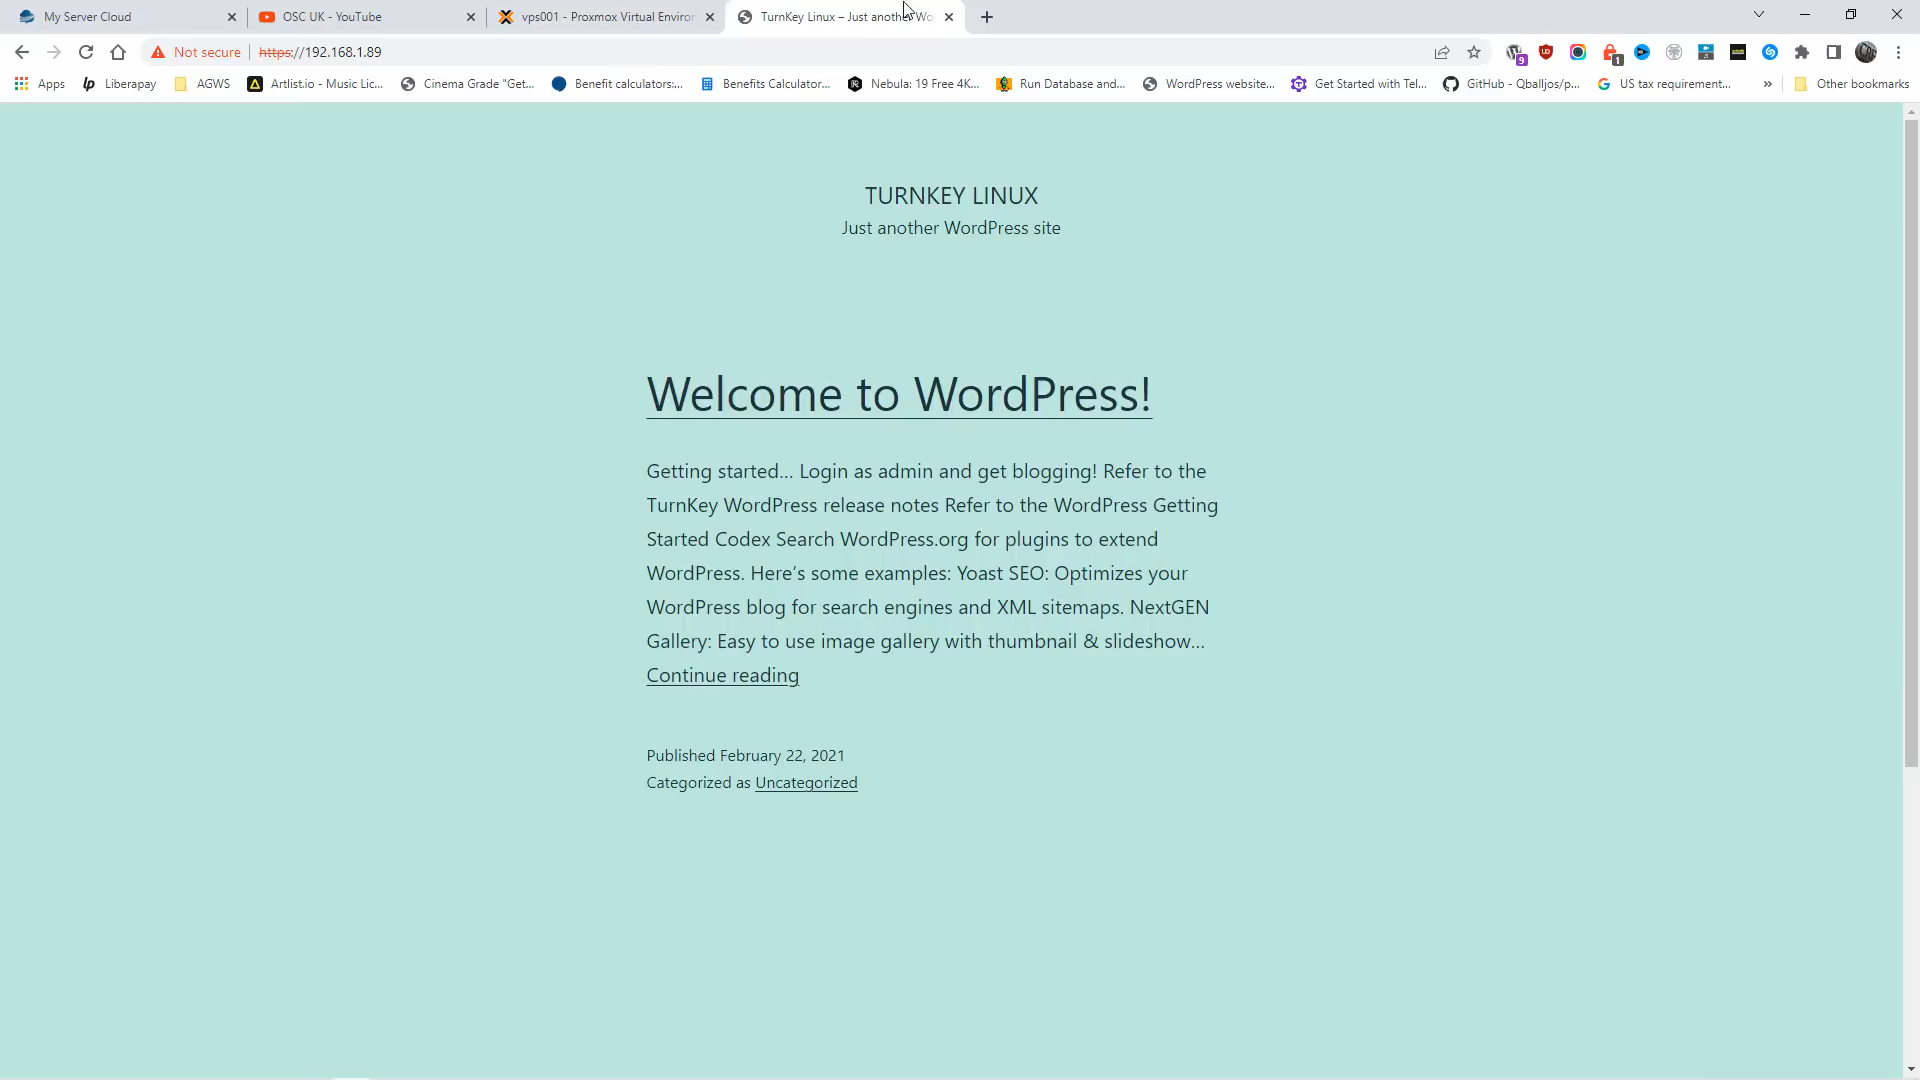 My Server Cloud
OSC UK - YouTube
vps001 - Proxmox Virtual Enviror
TurnKey Linux – Just anothe Wo
Not secure https://192.168.1.89
9
1
Apps
Liberapay
AGWS
Artlist.io - Music Lic...
Cinema Grade "Get...
Benefit calculators:...
Benefits Calculator...
Nebula: 19 Free 4K...
Run Database and...
WordPress website...
Get Started with Tel...
GitHub - Qballjos/p...
US tax requirement...
»
Other bookmarks
TURNKEY LINUX
Just another WordPress site
Welcome to WordPress!
Getting started… Login as admin and get blogging! Refer to the
TurnKey WordPress release notes Refer to the WordPress Getting
Started Codex Search WordPress.org for plugins to extend
WordPress. Here’s some examples: Yoast SEO: Optimizes your
WordPress blog for search engines and XML sitemaps. NextGEN
Gallery: Easy to use image gallery with thumbnail & slideshow…
Continue reading
Published February 22, 2021
Categorized as Uncategorized